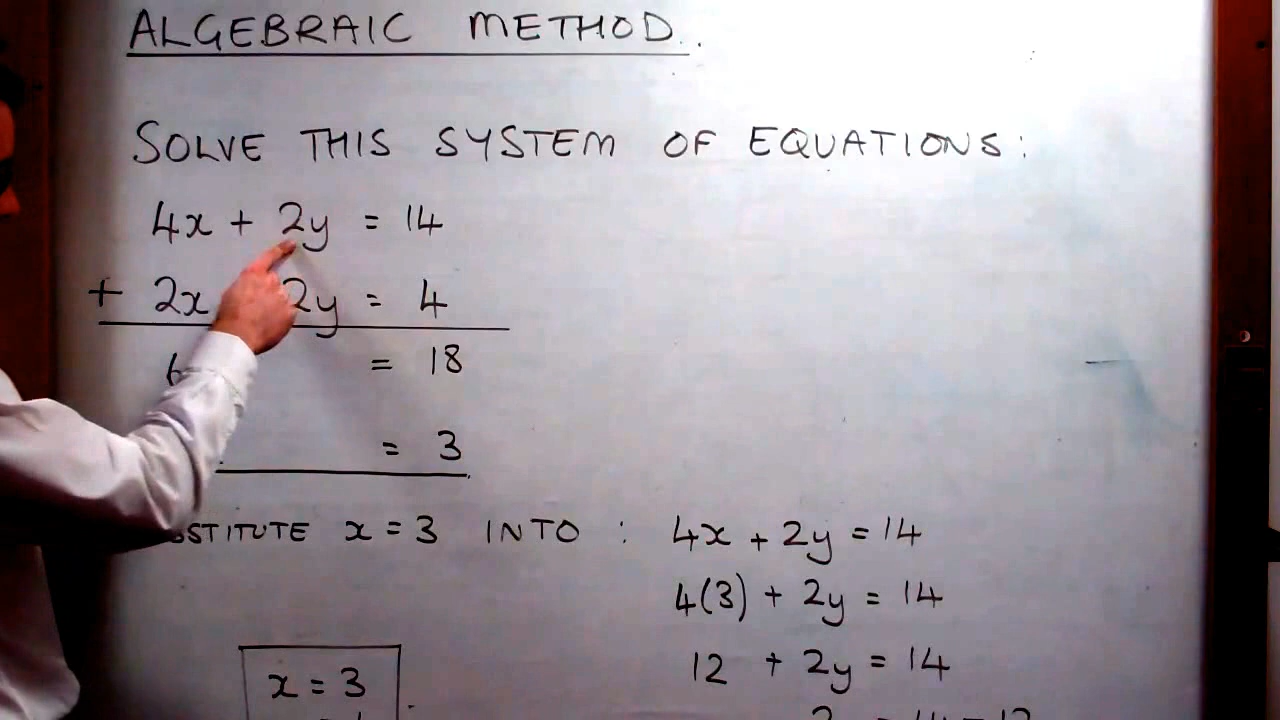 ALGEBRAIC METHOD.
SOLVE THIS SYSTEM OF EQUATIONS:
4x + 2y = 14
+ 2x 2y = 4
= 18
= 3
x = 3 INTO : 4x + 2y = 14
4(3) + 2y = 14
12 + 2y = 14
x = 3